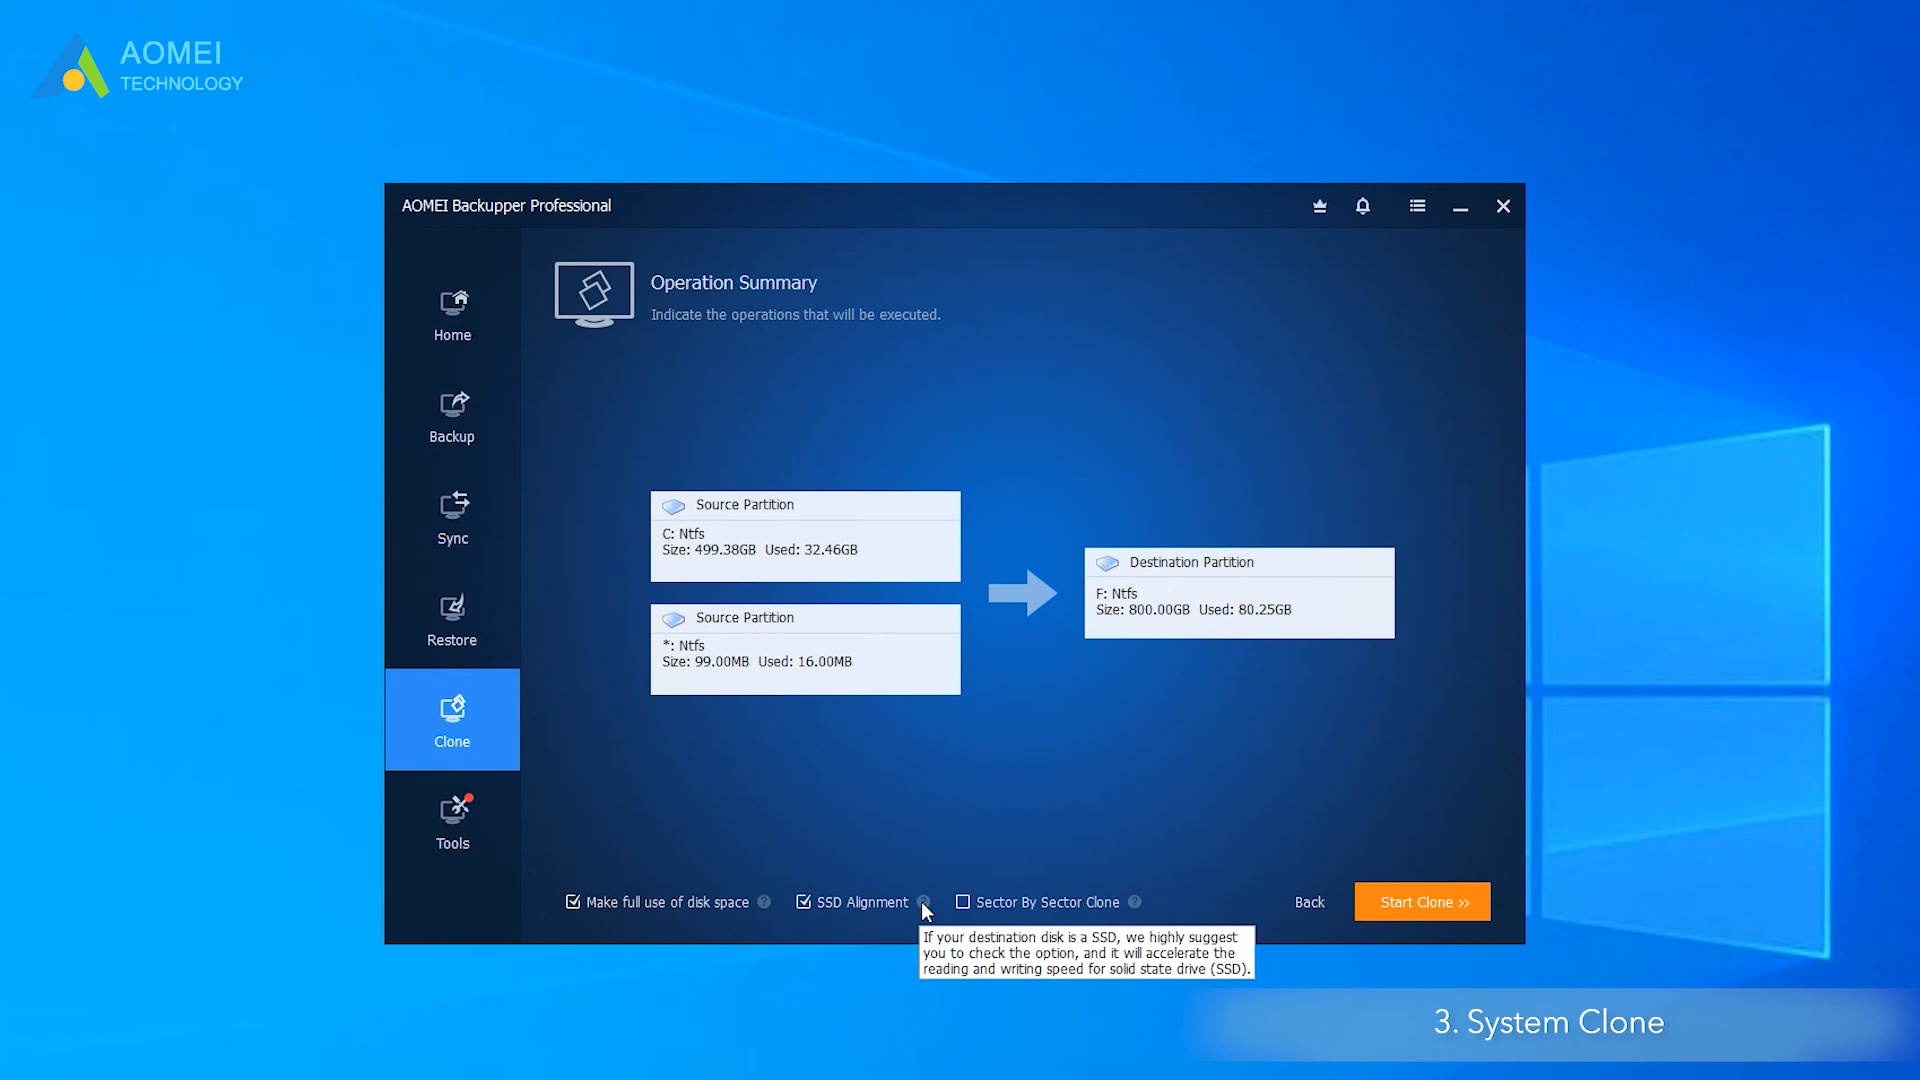 AOMEI
TECHNOLOGY
AOMEI Backupper Professional
Operation Summary
Indicate the operations that will be executed.
Home
Backup
Sync
Restore
Clone
Tools
Source Partition
C: Ntfs
Size: 499.38GB Used: 32.46GB
Source Partition
*: Ntfs
Size: 99.00MB Used: 16.00MB
Destination Partition
F: Ntfs
Size: 800.00GB Used: 80.25GB
Make full use of disk space ? SSD Alignment ? Sector By Sector Clone ? Back Start Clone >>
If your destination disk is a SSD, we highly suggest
you to check the option, and it will accelerate the
reading and writing speed for solid state drive (SSD).
3. System Clone